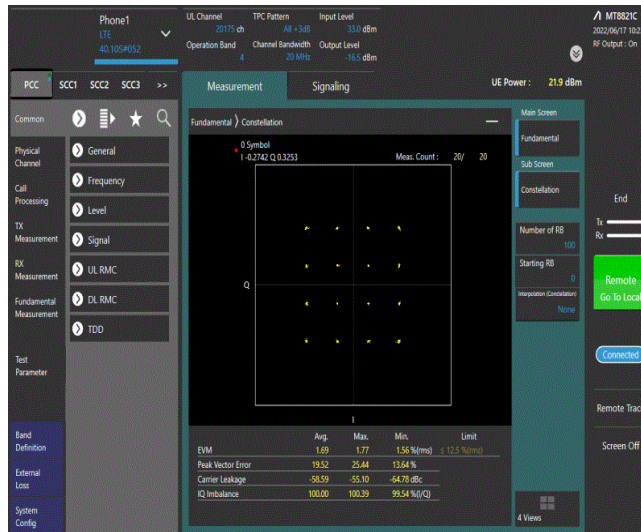 Phone1
LTE
40.10S#052
UL Channel
20175 ch
TPC Pattern
All +3dB
Input Level
33.0 dBm
Operation Band
4
Channel Bandwidth
20 MHz
Output Level
-16.5 dBm
MT8821C
2022/06/17 10:2
RF Output : On
PCC SCC1 SCC2 SCC3 >>
Measurement
Signaling
UE Power : 21.9 dBm
Common
Physical
Channel
Call
Processing
TX
Measurement
RX
Measurement
Fundamental
Measurement
Test
Parameter
Band
Definition
External
Loss
System
Config
General
Frequency
Level
Signal
UL RMC
DL RMC
TDD
Fundamental 〉 Constellation
0 Symbol
I -0.2742 Q 0.3253
Meas. Count : 20/ 20
Q
I
Avg. Max. Min. Limit
EVM 1.69 1.77 1.56 %(rms) ≤ 12.5 %(rms)
Peak Vector Error 19.52 25.44 13.64 %
Carrier Leakage -58.59 -55.10 -64.78 dBc
IQ Imbalance 100.00 100.39 99.54 %(I/Q)
Main Screen
Fundamental
Sub Screen
Constellation
Number of RB
100
Starting RB
0
Interpolation (Constellation)
None
4 Views
End
Tx
Rx
Remote
Go To Local
Connected
Remote Trac
Screen Off